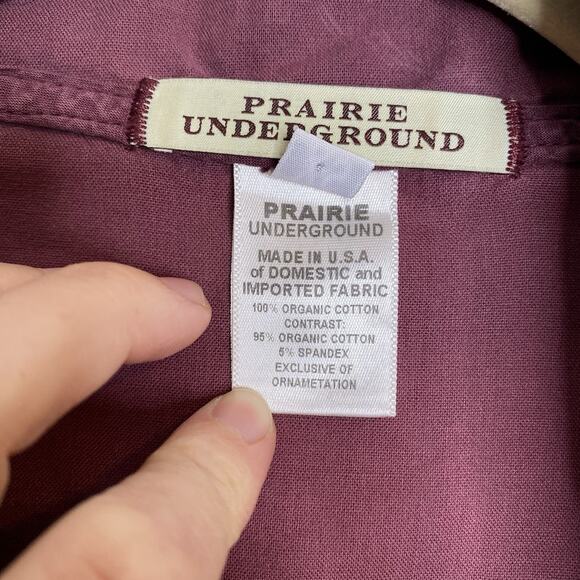 PRAIRIE
UNDERGROUND
PRAIRIE
UNDERGROUND
MADE IN U.S.A.
of DOMESTIC and
IMPORTED FABRIC
100% ORGANIC COTTON
CONTRAST:
95% ORGANIC COTTON
5% SPANDEX
EXCLUSIVE OF
ORNAMETATION